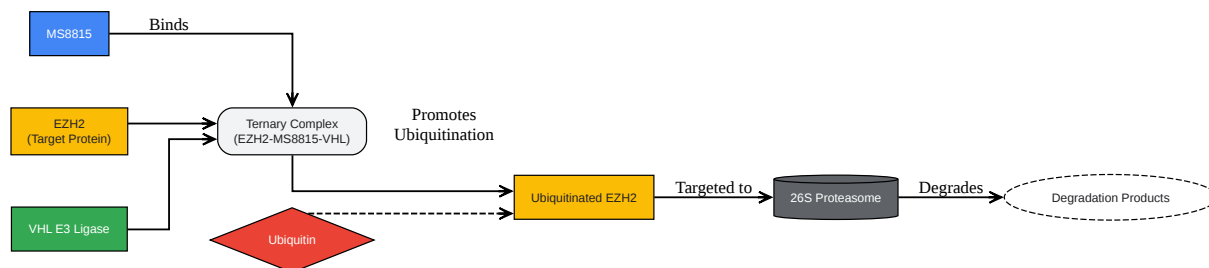 MS8815
Binds
EZH2
(Target Protein)
Ternary Complex
(EZH2-MS8815-VHL)
Promotes
Ubiquitination
VHL E3 Ligase
Ubiquitin
Ubiquitinated EZH2
Targeted to
26S Proteasome
Degrades
Degradation Products